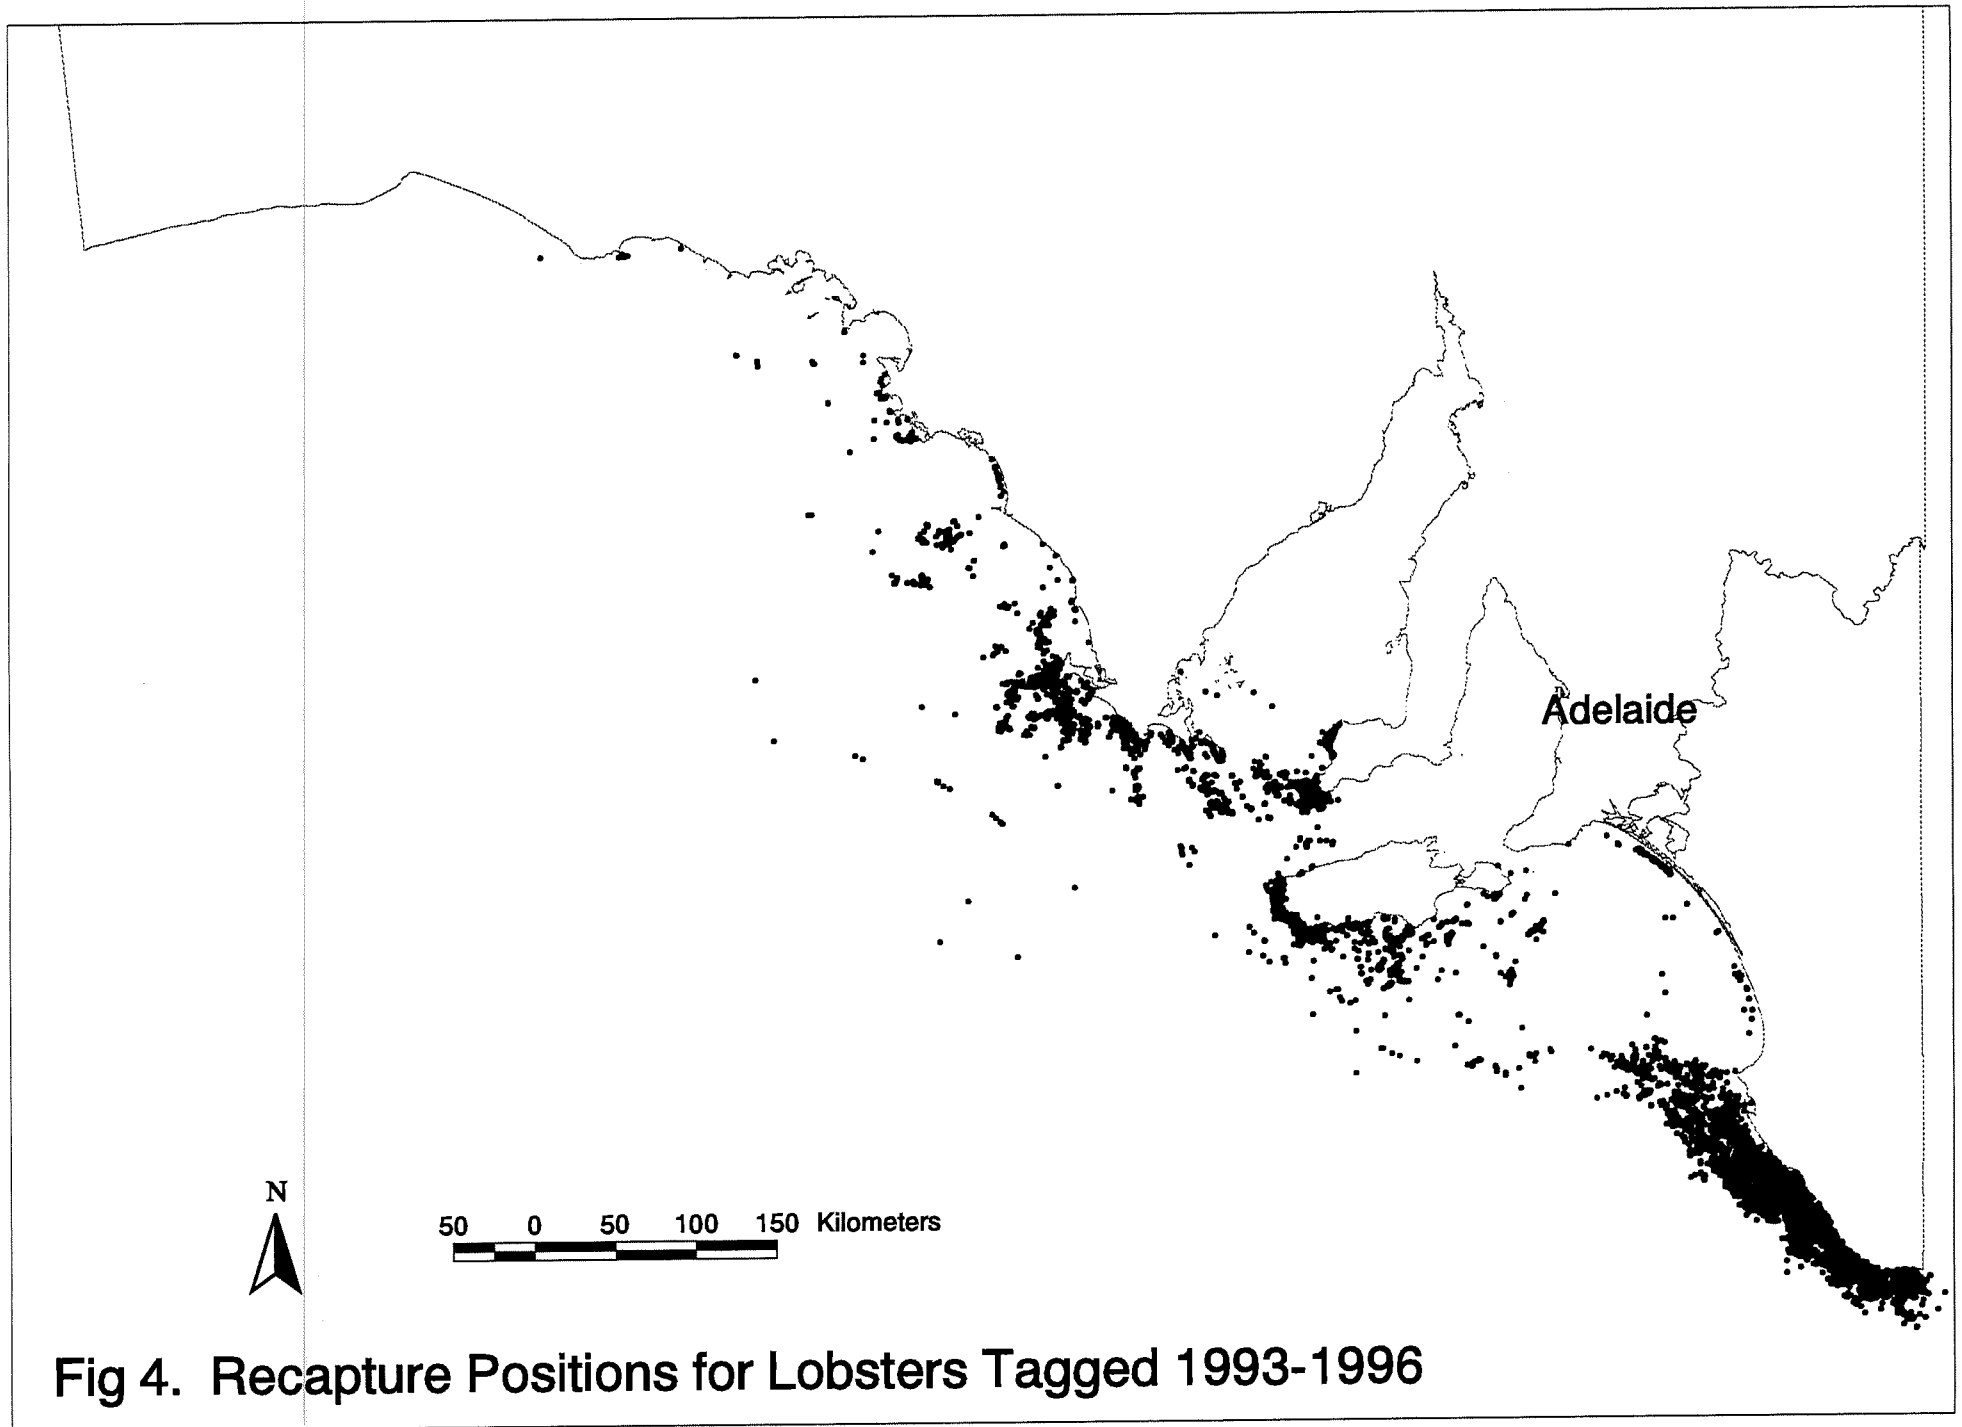 Adelaide
N
50 0 50 100 150 Kilometers
Fig 4. Recapture Positions for Lobsters Tagged 1993-1996